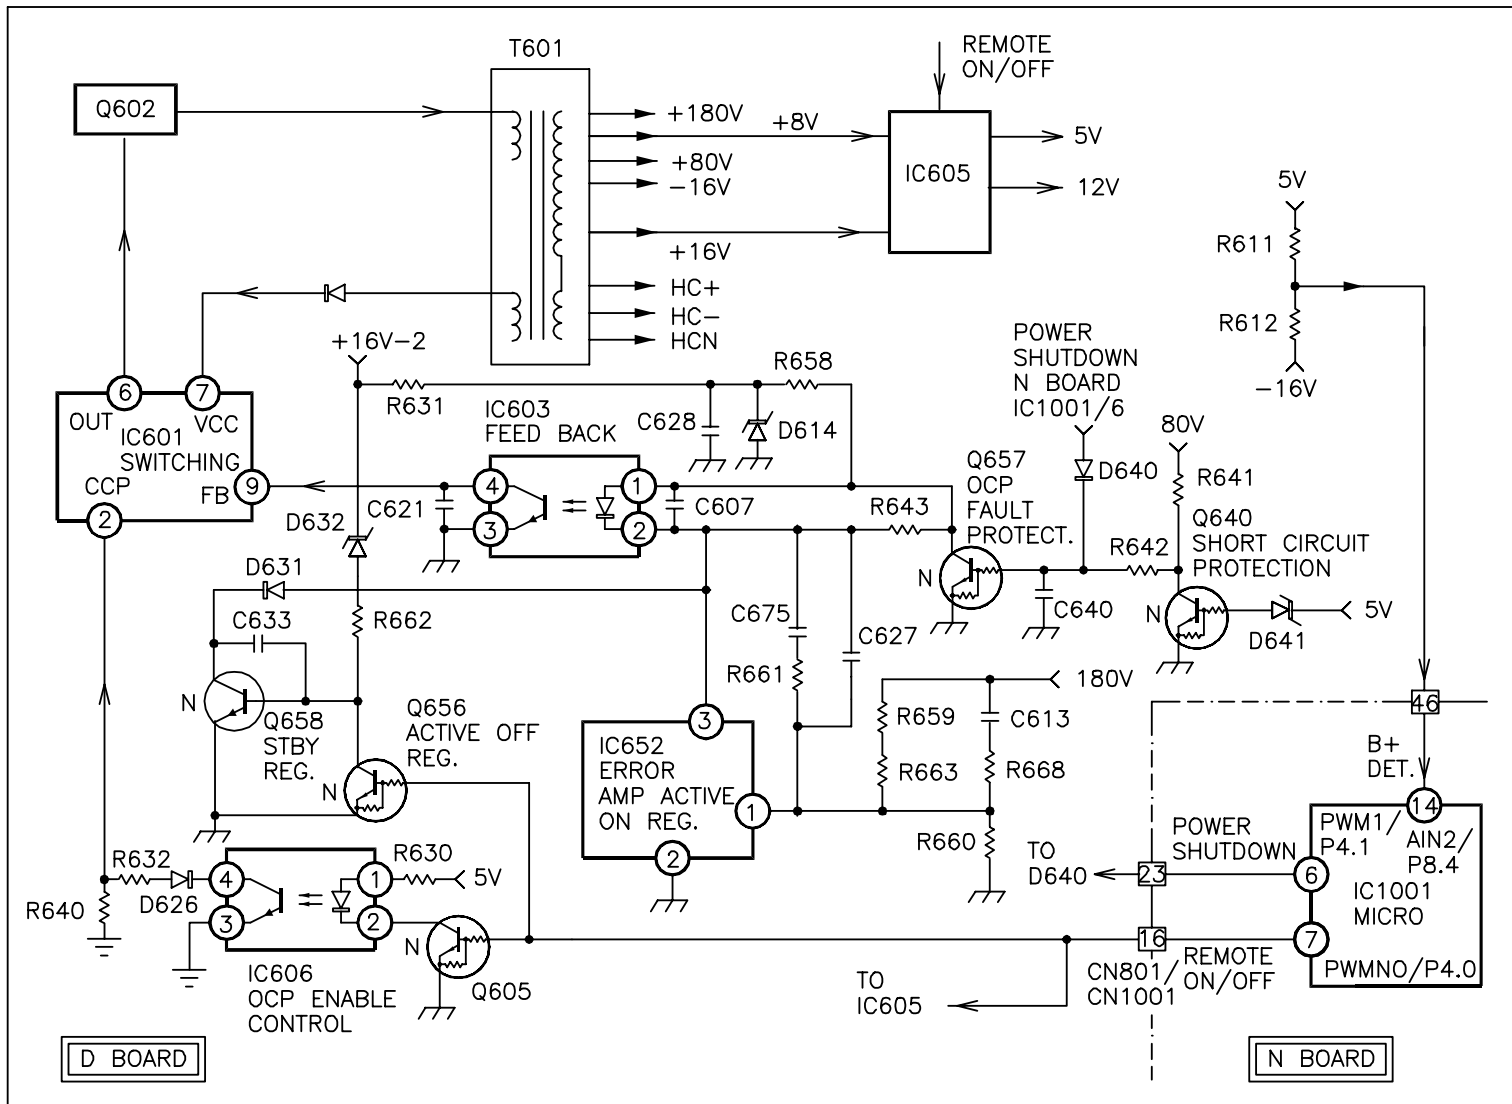 T601
REMOTE
ON/OFF
Q602
+180V
+8V
5V
+80V
IC605
-16V
12V
5V
+16V
R611
HC+
HC-
HCN
R612
-16V
+16V-2
POWER
SHUTDOWN
N BOARD
IC1001/6
R658
R631
6
7
OUT
VCC
IC601
SWITCHING
CCP
FB
9
2
IC603
FEED BACK
C628
D614
80V
D640
R641
Q657
OCP
FAULT
PROTECT.
4
1
3
2
C621
C607
R643
D632
Q640
SHORT CIRCUIT
PROTECTION
R642
N
N
C640
5V
D641
D631
C633
R662
C675
C627
R661
180V
N
Q658
STBY
REG.
Q656
ACTIVE OFF
REG.
N
3
IC652
ERROR
AMP ACTIVE
ON REG.
1
2
R659
C613
R663
R668
R660
46
B+
DET.
14
PWM1/
P4.1
AIN2/
P8.4
POWER
SHUTDOWN
TO
D640
23
6
IC1001
MICRO
16
7
PWMNO/P4.0
CN801/
CN1001
REMOTE
ON/OFF
R632
D626
R640
4
1
3
2
R630
5V
N
Q605
IC606
OCP ENABLE
CONTROL
TO
IC605
D BOARD
N BOARD